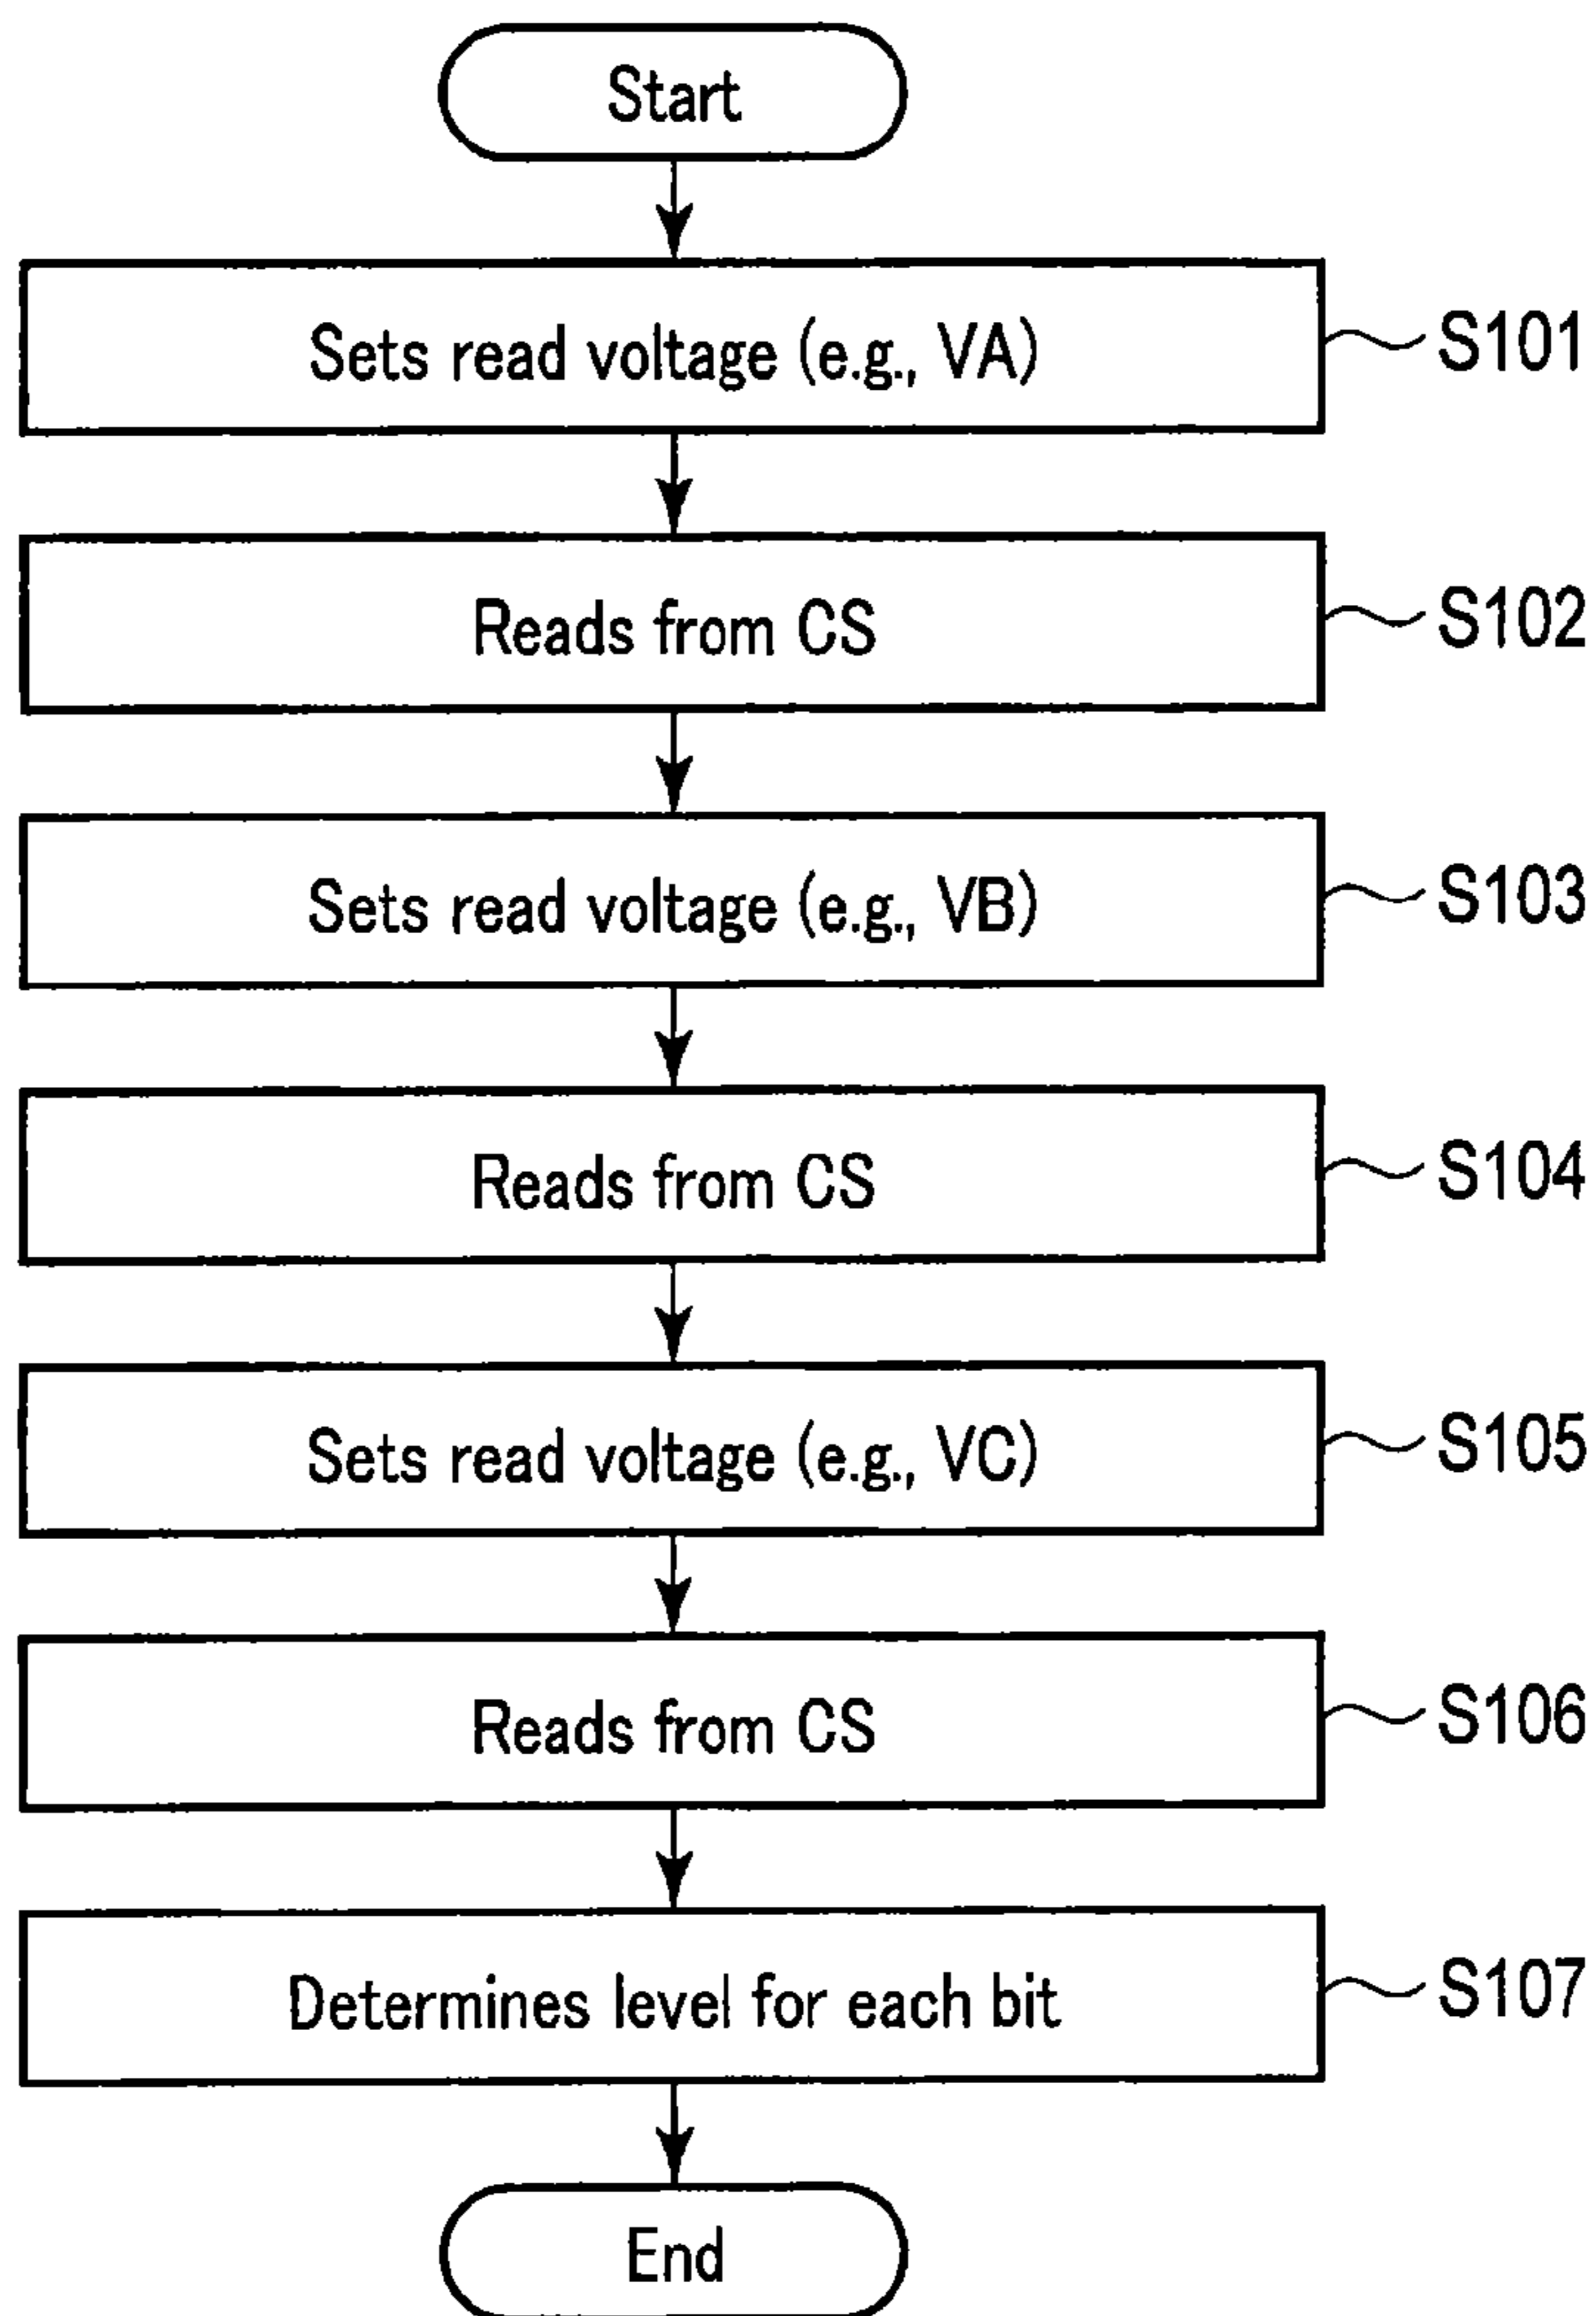 Start
Sets read voltage (e.g., VA)
S101
Reads from CS
S102
Sets read voltage (e.g., VB)
S103
Reads from CS
S104
Sets read voltage (e.g., VC)
S105
Reads from CS
S106
Determines level for each bit
S107
End